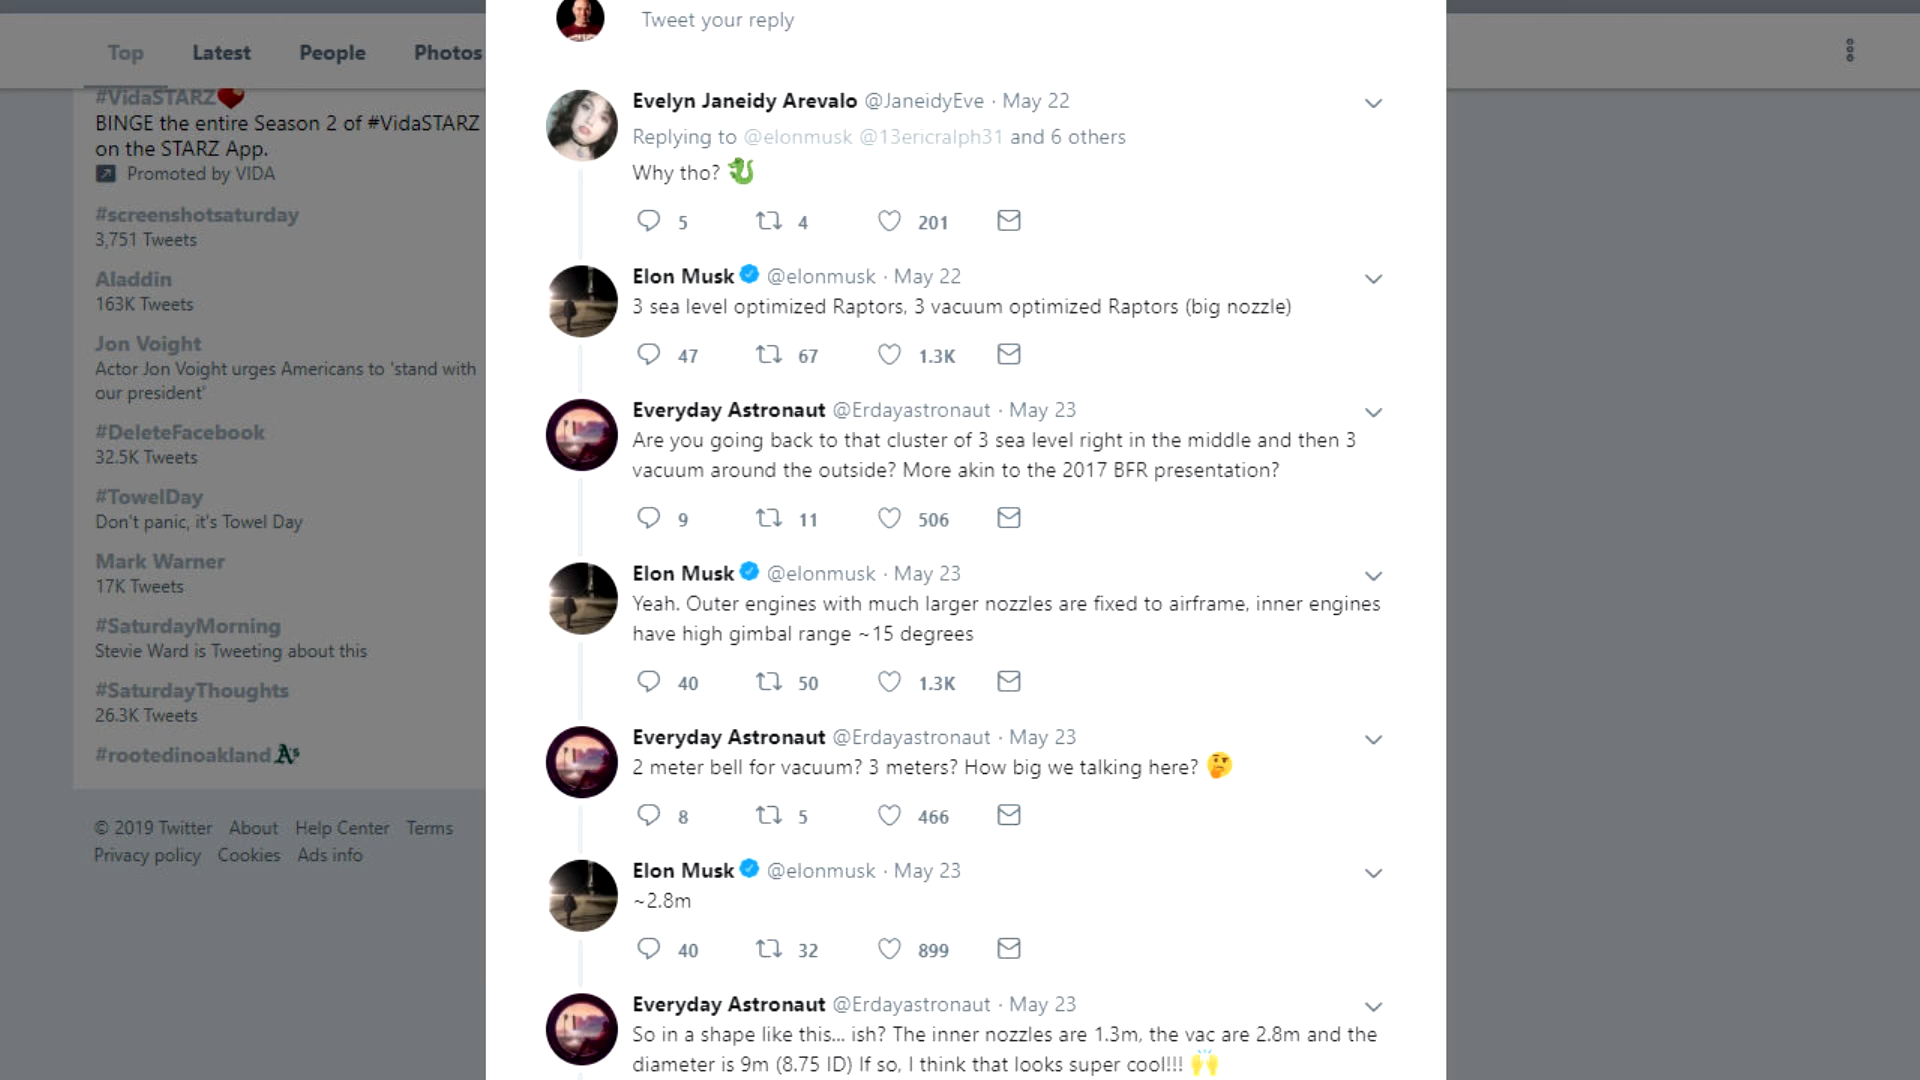 Top Latest People Photos
#VidaSTARZ
BINGE the entire Season 2 of #VidaSTARZ
on the STARZ App.
Promoted by VIDA
#screenshotsaturday
3,751 Tweets
Aladdin
163K Tweets
Jon Voight
Actor Jon Voight urges Americans to 'stand with
our president'
#DeleteFacebook
32.5K Tweets
#TowelDay
Don't panic, it's Towel Day
Mark Warner
17K Tweets
#SaturdayMorning
Stevie Ward is Tweeting about this
#SaturdayThoughts
26.3K Tweets
#rootedinoakland A's
© 2019 Twitter About Help Center Terms
Privacy policy Cookies Ads info
Tweet your reply
Evelyn Janeidy Arevalo @JaneidyEve · May 22
Replying to @elonmusk @13ericralph31 and 6 others
Why tho? 🐉
5 4 201
Elon Musk @elonmusk · May 22
3 sea level optimized Raptors, 3 vacuum optimized Raptors (big nozzle)
47 67 1.3K
Everyday Astronaut @Erdayastronaut · May 23
Are you going back to that cluster of 3 sea level right in the middle and then 3
vacuum around the outside? More akin to the 2017 BFR presentation?
9 11 506
Elon Musk @elonmusk · May 23
Yeah. Outer engines with much larger nozzles are fixed to airframe, inner engines
have high gimbal range ~15 degrees
40 50 1.3K
Everyday Astronaut @Erdayastronaut · May 23
2 meter bell for vacuum? 3 meters? How big we talking here? 🤔
8 5 466
Elon Musk @elonmusk · May 23
~2.8m
40 32 899
Everyday Astronaut @Erdayastronaut · May 23
So in a shape like this... ish? The inner nozzles are 1.3m, the vac are 2.8m and the
diameter is 9m (8.75 ID) If so, I think that looks super cool!!! 🙌